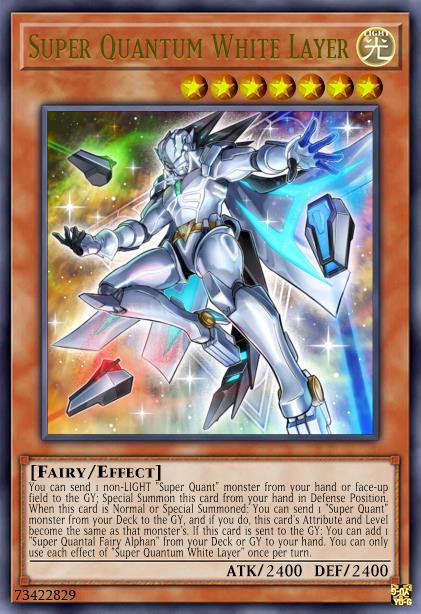 Super Quantum White Layer
LIGHT
光
[Fairy/Effect]
You can send 1 non-LIGHT "Super Quant" monster from your hand or face-up
field to the GY; Special Summon this card from your hand in Defense Position.
When this card is Normal or Special Summoned: You can send 1 "Super Quant"
monster from your Deck to the GY, and if you do, this card's Attribute and Level
become the same as that monster's. If this card is sent to the GY: You can add 1
"Super Quantal Fairy Alphan" from your Deck or GY to your hand. You can only
use each effect of "Super Quantum White Layer" once per turn.
ATK/2400 DEF/2400
73422829